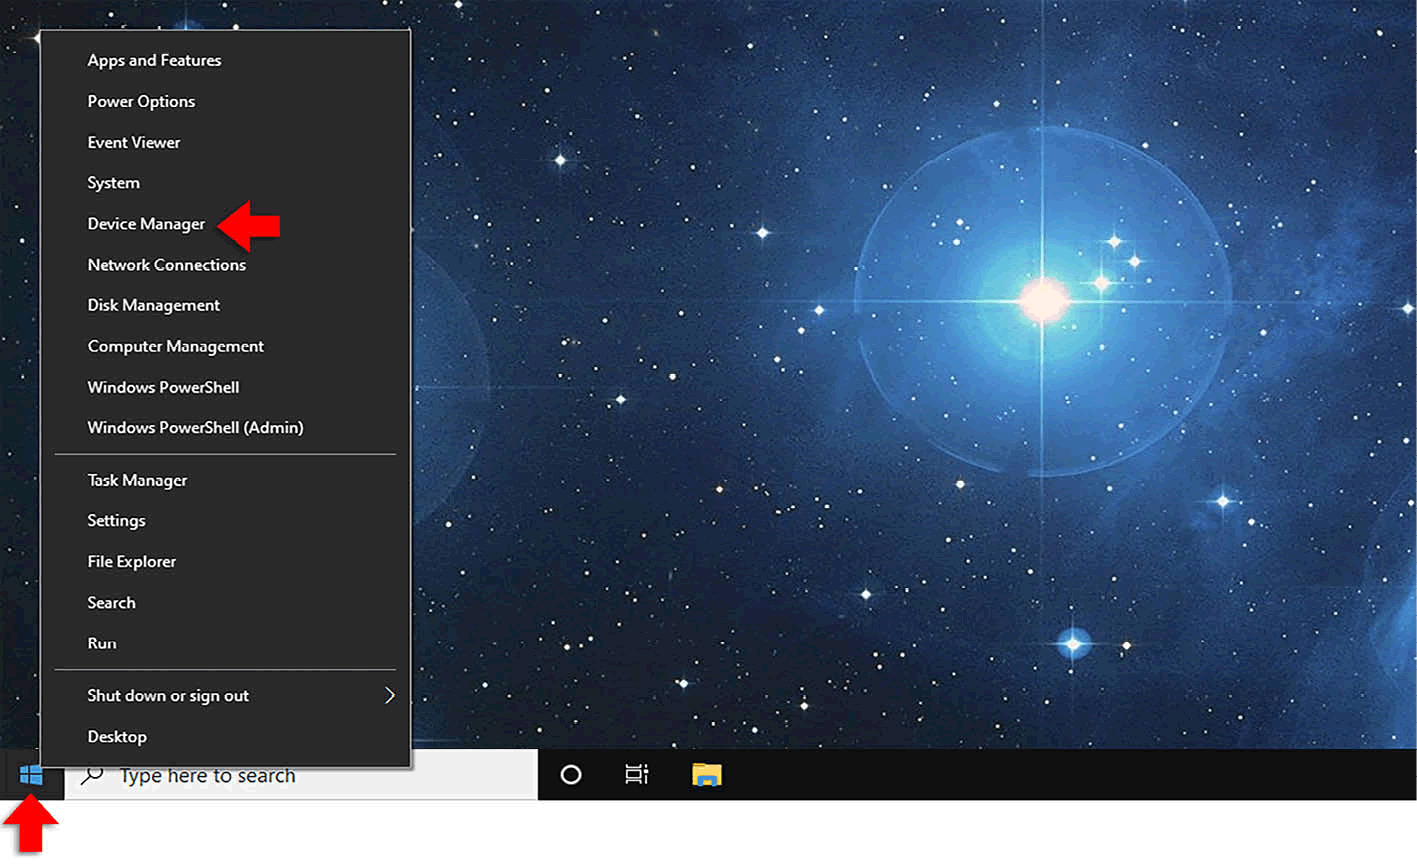 Apps and Features
Power Options
Event Viewer
System
Device Manager
Network Connections
Disk Management
Computer Management
Windows PowerShell
Windows PowerShell (Admin)
Task Manager
Settings
File Explorer
Search
Run
Shut down or sign out
Desktop
Type here to search